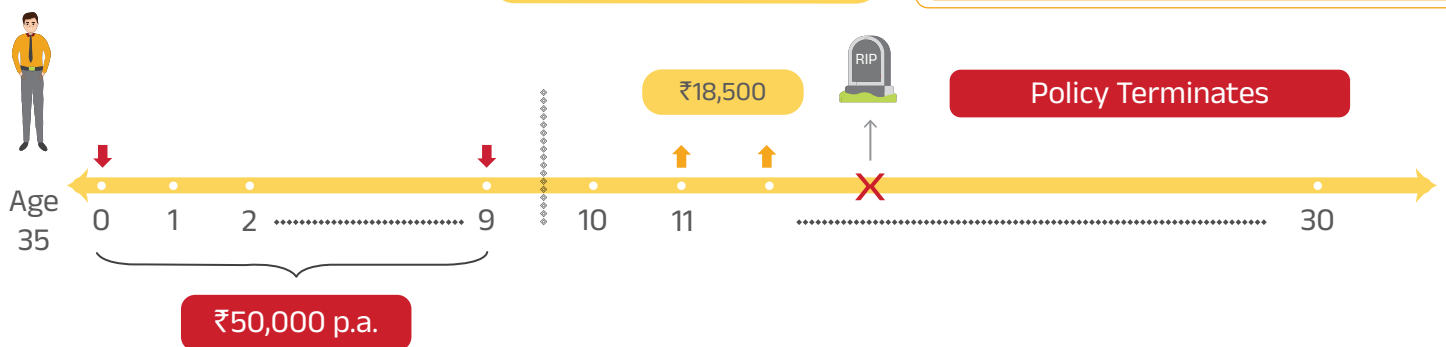 RIP
₹18,500
Policy Terminates
Age
35
0 1 2 9 10 11 30
₹50,000 p.a.